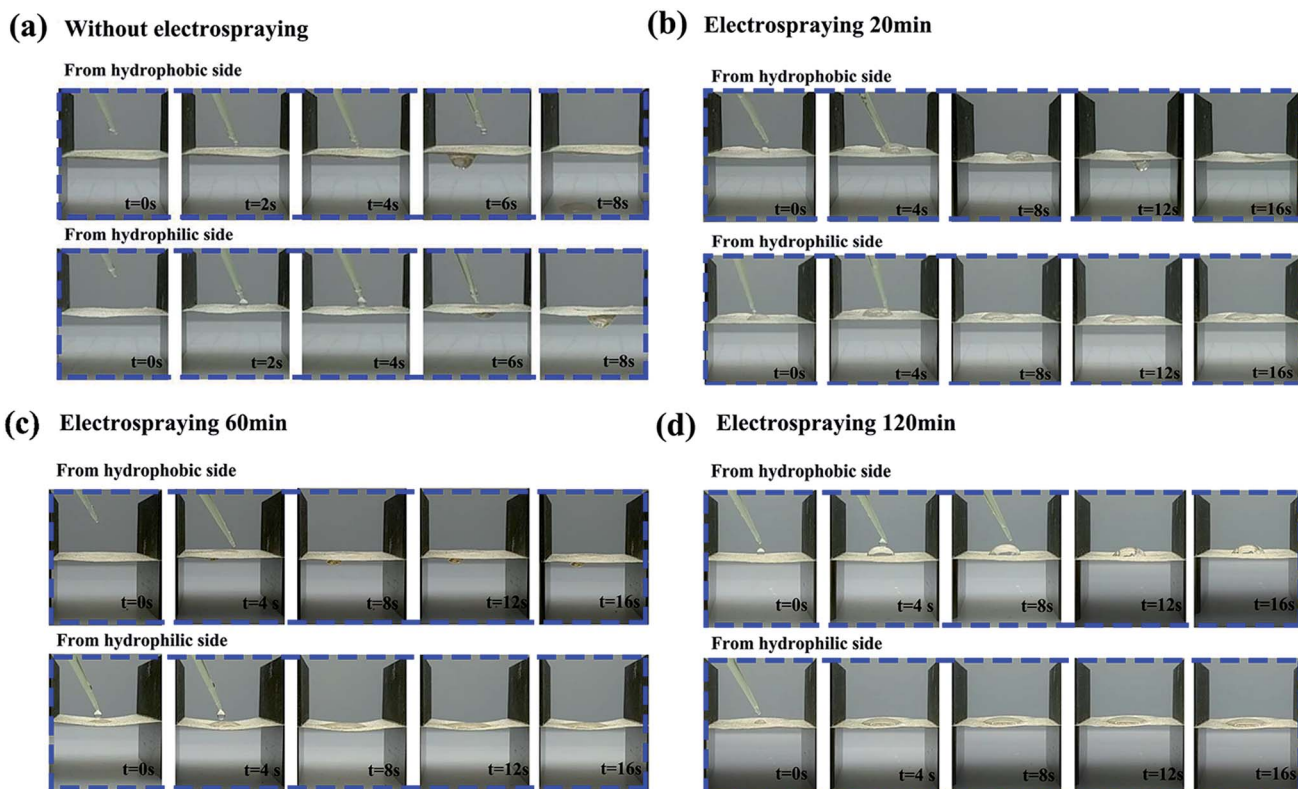 (a) Without electrospraying
From hydrophobic side
t=0s t=2s t=4s t=6s t=8s
From hydrophilic side
t=0s t=2s t=4s t=6s t=8s
(b) Electrospraying 20min
From hydrophobic side
t=0s t=4s t=8s t=12s t=16s
From hydrophilic side
t=0s t=4s t=8s t=12s t=16s
(c) Electrospraying 60min
From hydrophobic side
t=0s t=4s t=8s t=12s t=16s
From hydrophilic side
t=0s t=4 s t=8s t=12s t=16s
(d) Electrospraying 120min
From hydrophobic side
t=0s t=4 s t=8s t=12s t=16s
From hydrophilic side
t=0s t=4 s t=8s t=12s t=16s